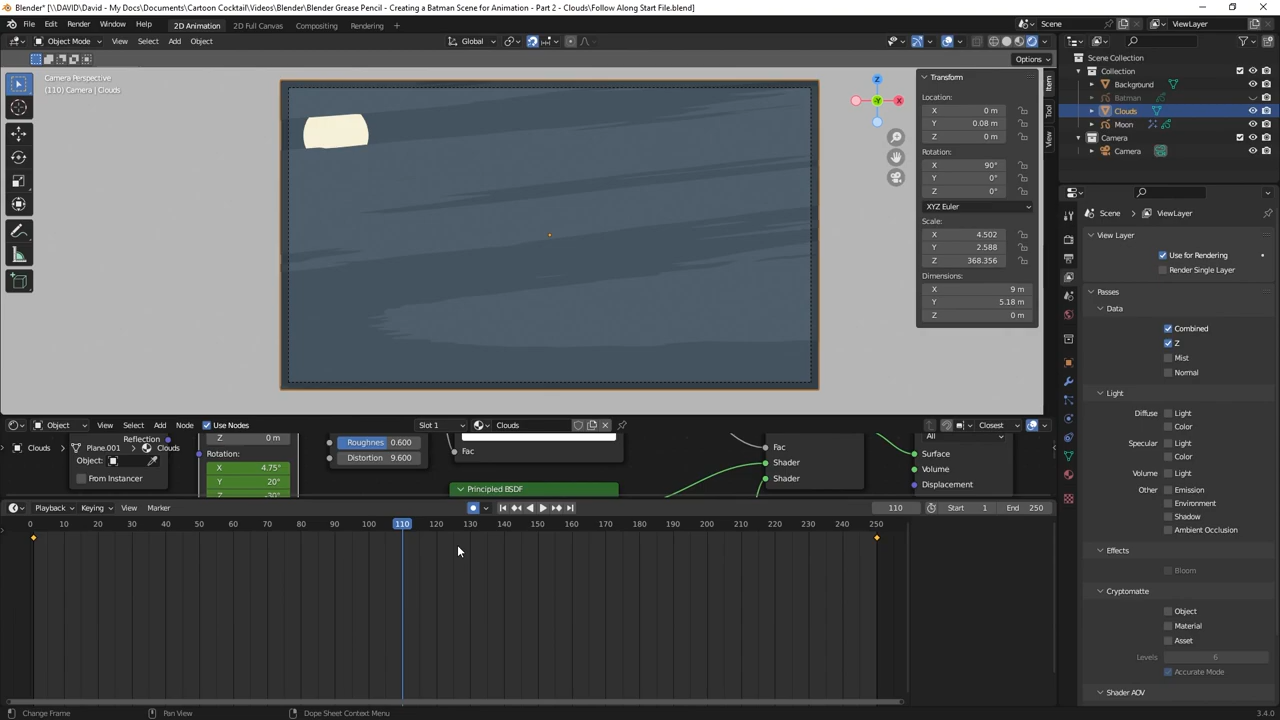 Blender* [\\DAVID\David - My Docs\Documents\Cartoon Cocktail\Videos\Blender\Blender Grease Pencil - Creating a Batman Scene for Animation - Part 2 - Clouds\Follow Along Start File.blend]
File Edit Render Window Help 2D Animation 2D Full Canvas Compositing Rendering + Scene ViewLayer
Object Mode View Select Add Object Global
Options
Camera Perspective
(110) Camera | Clouds
Transform
Location:
X 0 m
Y 0.08 m
Z 0 m
Rotation:
X 90°
Y 0°
Z 0°
XYZ Euler
Scale:
X 4.502
Y 2.588
Z 368.356
Dimensions:
X 9 m
Y 5.18 m
Z 0 m
Item
Tool
View
-Y
X
Z
Scene Collection
Collection
Background
Batman
Clouds
Moon
Camera
Camera
Scene ViewLayer
View Layer
Use for Rendering
Render Single Layer
Passes
Data
Combined
Z
Mist
Normal
Light
Diffuse Light
Color
Specular Light
Color
Volume Light
Other Emission
Environment
Shadow
Ambient Occlusion
Effects
Bloom
Cryptomatte
Object
Material
Asset
Levels 6
Accurate Mode
Shader AOV
Object View Select Add Node Use Nodes Slot 1 Clouds Closest
Clouds Plane.001 Clouds
Reflection
Object:
From Instancer
Z 0 m
Rotation:
X 4.75°
Y 20°
Z -30°
Roughnes 0.600
Distortion 9.600
Fac
Principled BSDF
Fac
Shader
Shader
All
Surface
Volume
Displacement
Playback Keying View Marker 110 Start 1 End 250
0 10 20 30 40 50 60 70 80 90 100 110 120 130 140 150 160 170 180 190 200 210 220 230 240 250
Change Frame Pan View Dope Sheet Context Menu 3.4.0